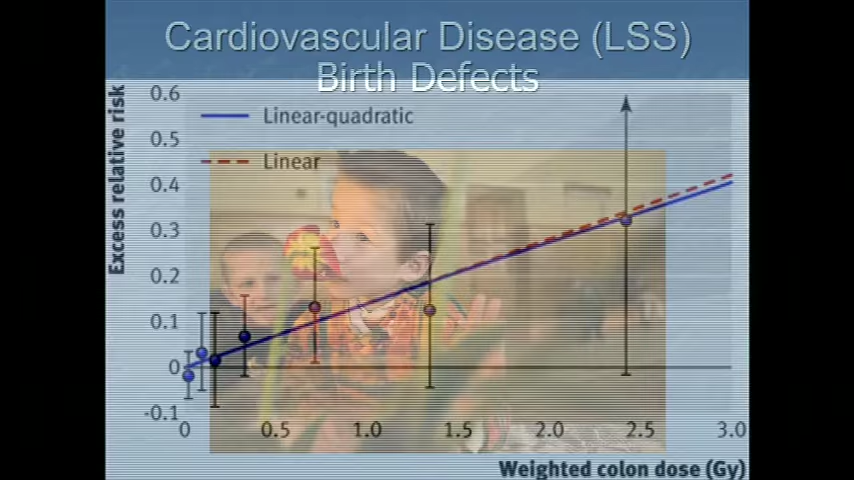 Cardiovascular Disease (LSS)
Birth Defects
Excess relative risk
0.6
0.5
0.4
0.3
0.2
0.1
0
-0.1
Linear-quadratic
Linear
0 0.5 1.0 1.5 2.0 2.5 3.0
Weighted colon dose (Gy)